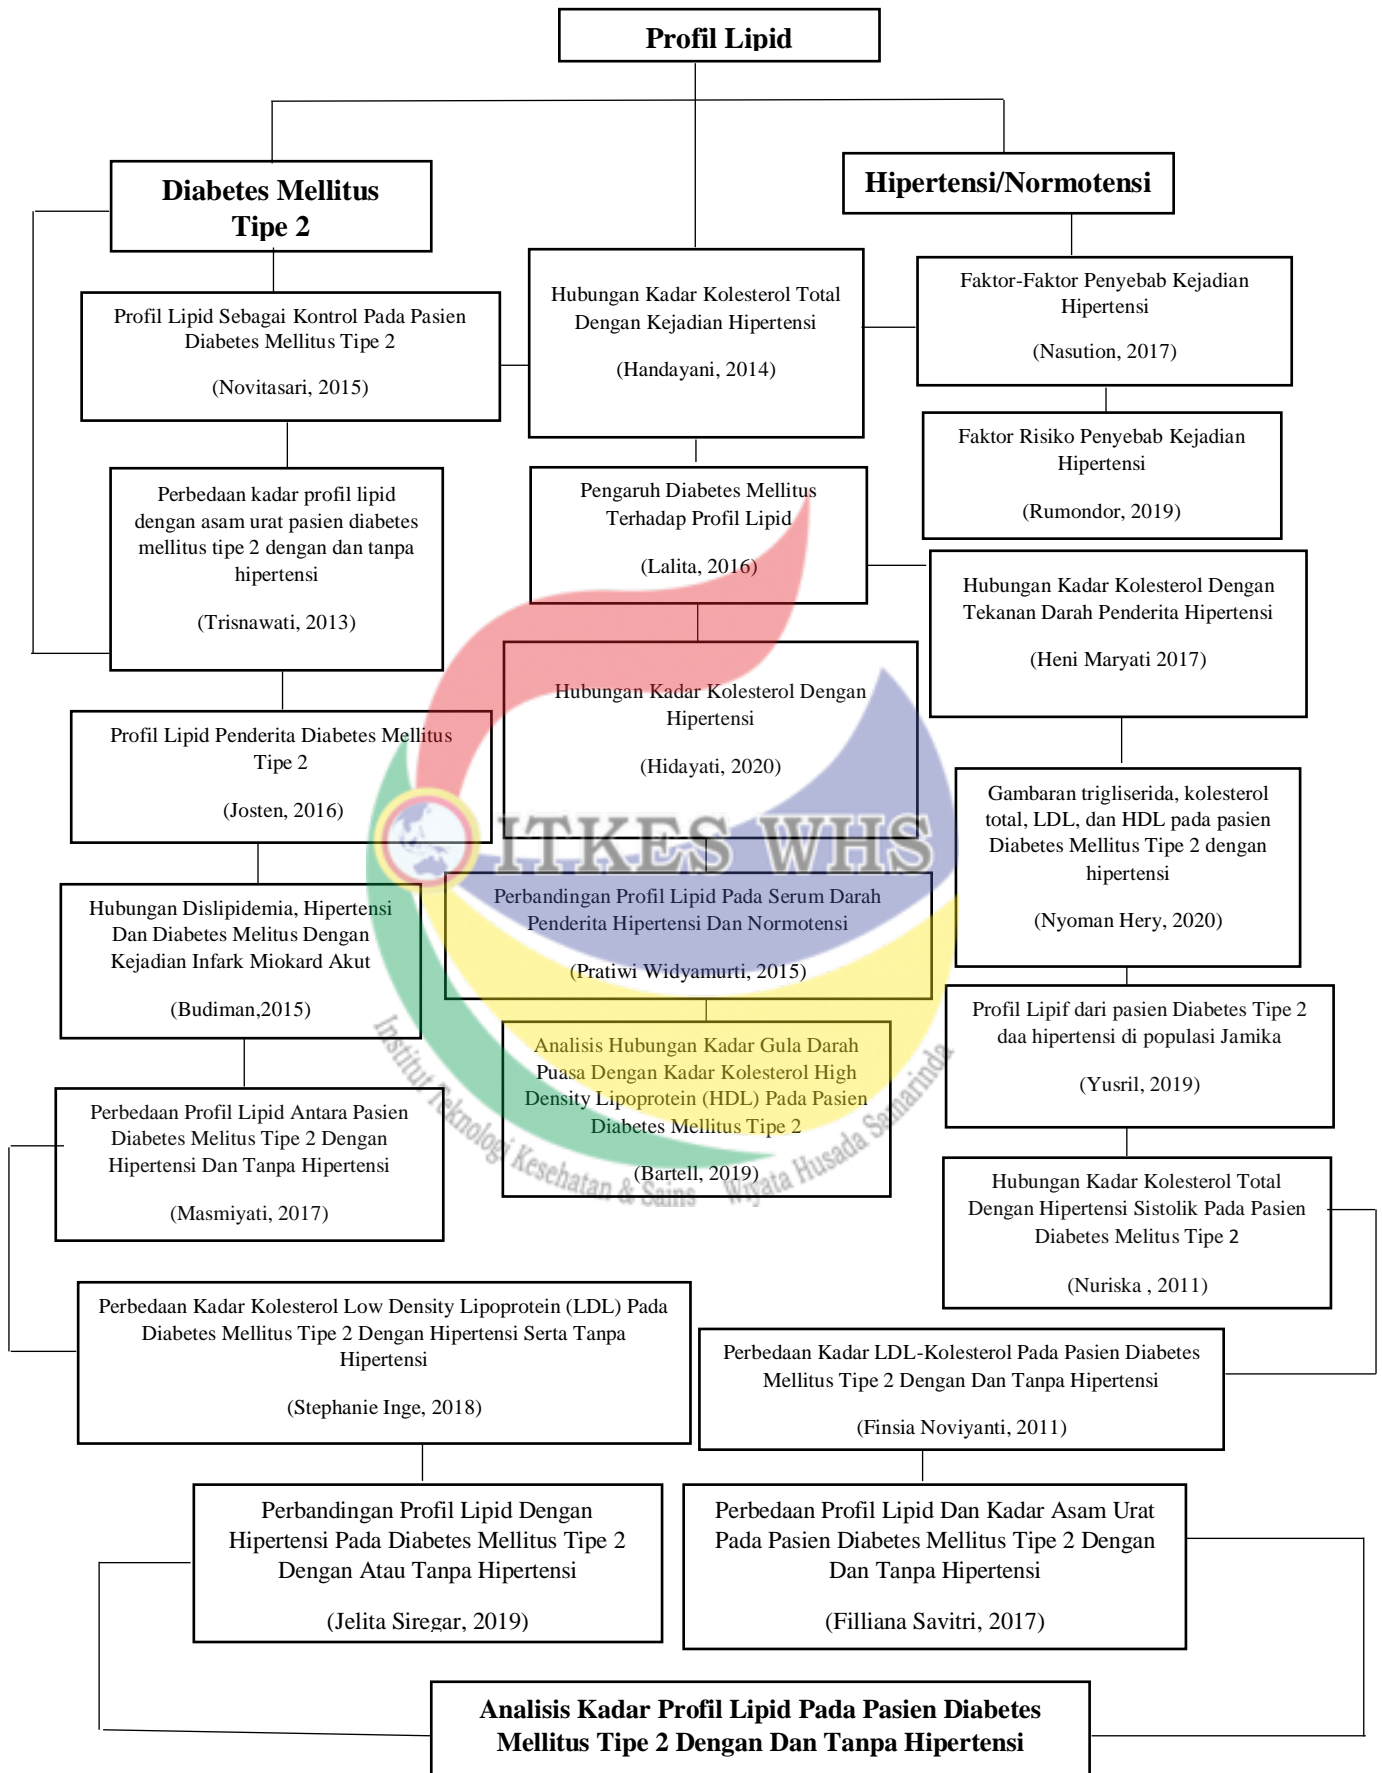 Profil Lipid
Diabetes Mellitus
Tipe 2
Hipertensi/Normotensi
Profil Lipid Sebagai Kontrol Pada Pasien
Diabetes Mellitus Tipe 2
(Novitasari, 2015)
Hubungan Kadar Kolesterol Total
Dengan Kejadian Hipertensi
(Handayani, 2014)
Faktor-Faktor Penyebab Kejadian
Hipertensi
(Nasution, 2017)
Faktor Risiko Penyebab Kejadian
Hipertensi
(Rumondor, 2019)
Perbedaan kadar profil lipid
dengan asam urat pasien diabetes
mellitus tipe 2 dengan dan tanpa
hipertensi
(Trisnawati, 2013)
Pengaruh Diabetes Mellitus
Terhadap Profil Lipid
(Lalita, 2016)
Hubungan Kadar Kolesterol Dengan
Tekanan Darah Penderita Hipertensi
(Heni Maryati 2017)
Profil Lipid Penderita Diabetes Mellitus
Tipe 2
(Josten, 2016)
Hubungan Kadar Kolesterol Dengan
Hipertensi
(Hidayati, 2020)
Gambaran trigliserida, kolesterol
total, LDL, dan HDL pada pasien
Diabetes Mellitus Tipe 2 dengan
hipertensi
(Nyoman Hery, 2020)
ITKES WHS
Hubungan Dislipidemia, Hipertensi
Dan Diabetes Melitus Dengan
Kejadian Infark Miokard Akut
(Budiman,2015)
Perbandingan Profil Lipid Pada Serum Darah
Penderita Hipertensi Dan Normotensi
(Pratiwi Widyamurti, 2015)
Profil Lipif dari pasien Diabetes Tipe 2
daa hipertensi di populasi Jamika
(Yusril, 2019)
Analisis Hubungan Kadar Gula Darah
Puasa Dengan Kadar Kolesterol High
Density Lipoprotein (HDL) Pada Pasien
Diabetes Mellitus Tipe 2
(Bartell, 2019)
Institut Teknologi Kesehatan & Sains Wiyata Husada Samarinda
Perbedaan Profil Lipid Antara Pasien
Diabetes Melitus Tipe 2 Dengan
Hipertensi Dan Tanpa Hipertensi
(Masmiyati, 2017)
Hubungan Kadar Kolesterol Total
Dengan Hipertensi Sistolik Pada Pasien
Diabetes Melitus Tipe 2
(Nuriska , 2011)
Perbedaan Kadar Kolesterol Low Density Lipoprotein (LDL) Pada
Diabetes Mellitus Tipe 2 Dengan Hipertensi Serta Tanpa
Hipertensi
(Stephanie Inge, 2018)
Perbedaan Kadar LDL-Kolesterol Pada Pasien Diabetes
Mellitus Tipe 2 Dengan Dan Tanpa Hipertensi
(Finsia Noviyanti, 2011)
Perbandingan Profil Lipid Dengan
Hipertensi Pada Diabetes Mellitus Tipe 2
Dengan Atau Tanpa Hipertensi
(Jelita Siregar, 2019)
Perbedaan Profil Lipid Dan Kadar Asam Urat
Pada Pasien Diabetes Mellitus Tipe 2 Dengan
Dan Tanpa Hipertensi
(Filliana Savitri, 2017)
Analisis Kadar Profil Lipid Pada Pasien Diabetes
Mellitus Tipe 2 Dengan Dan Tanpa Hipertensi